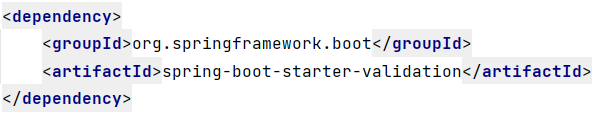 <dependency>
    <groupId>org.springframework.boot</groupId>
    <artifactId>spring-boot-starter-validation</artifactId>
</dependency>